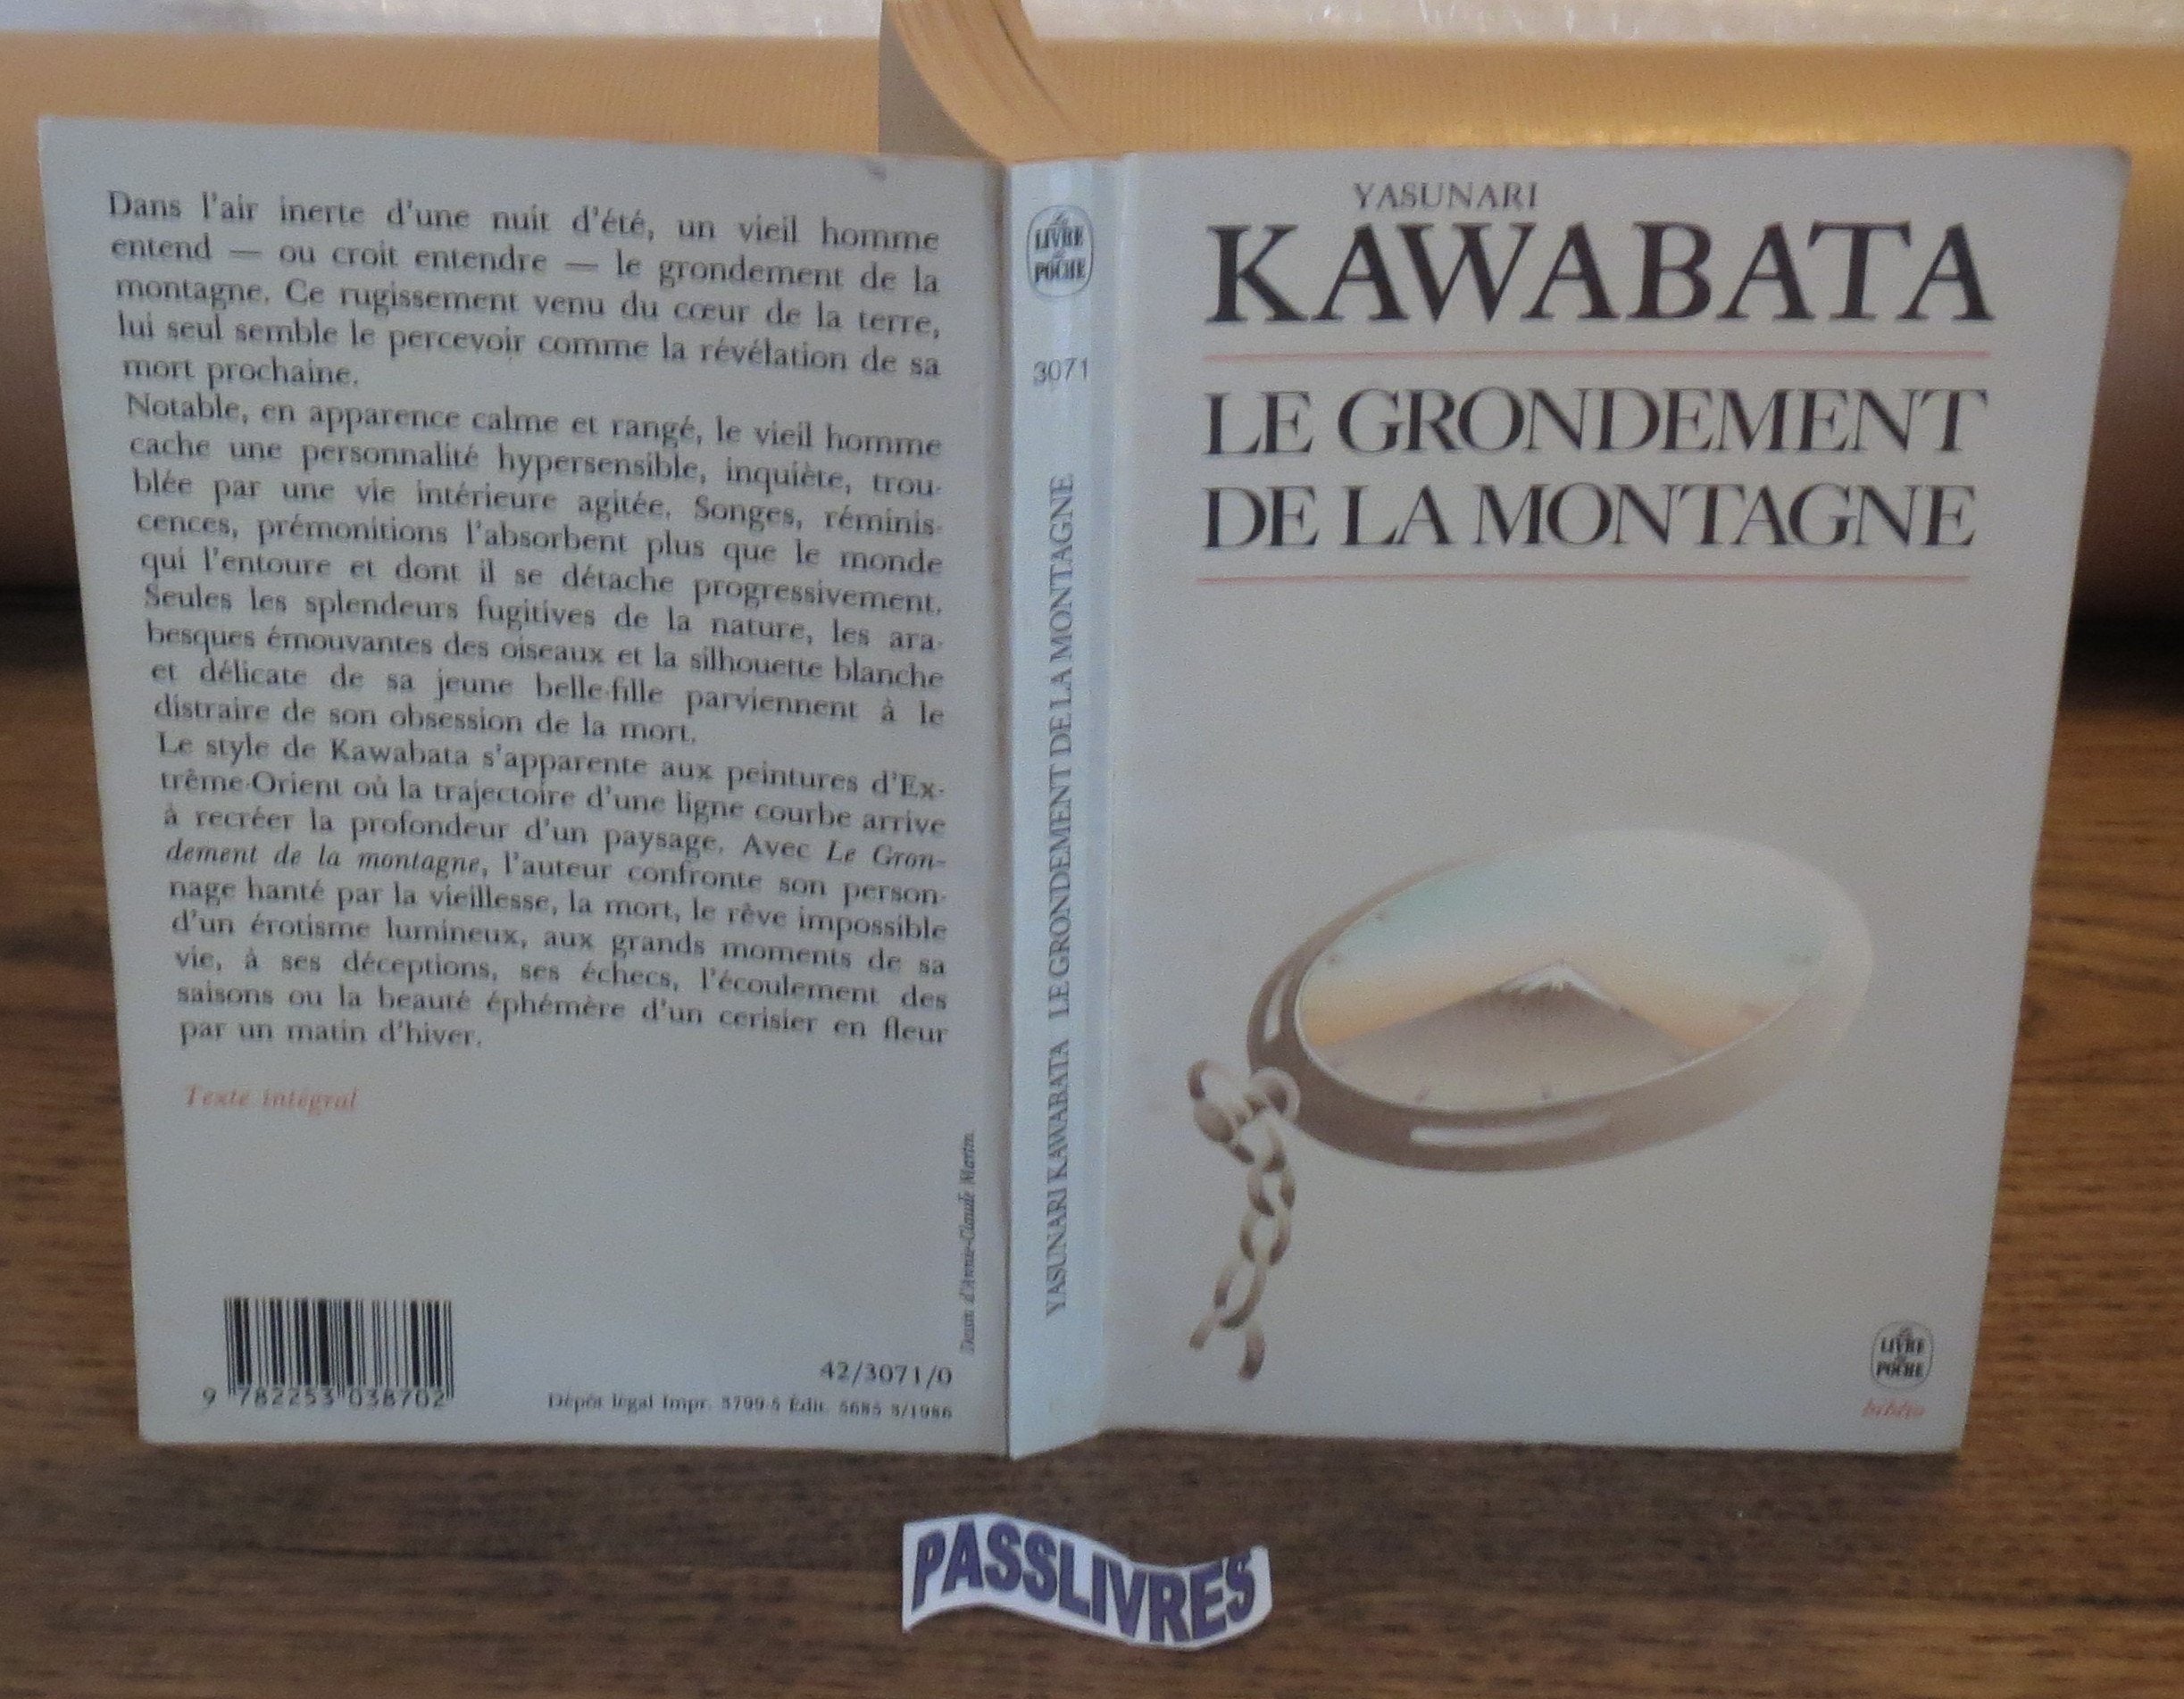 Dans l'air inerte d'une nuit d'été, un vieil homme
entend — ou croit entendre — le grondement de la
montagne. Ce rugissement venu du cœur de la terre,
lui seul semble le percevoir comme la révélation de sa
mort prochaine.
Notable, en apparence calme et rangé, le vieil homme
cache une personnalité hypersensible, inquiète, trou-
blée par une vie intérieure agitée. Songes, réminis-
cences, prémonitions l'absorbent plus que le monde
qui l'entoure et dont il se détache progressivement.
Seules les splendeurs fugitives de la nature, les ara-
besques émouvantes des oiseaux et la silhouette blanche
et délicate de sa jeune belle-fille parviennent à le
distraire de son obsession de la mort.
Le style de Kawabata s'apparente aux peintures d'Ex-
trême-Orient où la trajectoire d'une ligne courbe arrive
à recréer la profondeur d'un paysage. Avec Le Gron-
dement de la montagne, l'auteur confronte son person-
nage hanté par la vieillesse, la mort, le rêve impossible
d'un érotisme lumineux, aux grands moments de sa
vie, à ses déceptions, ses échecs, l'écoulement des
saisons ou la beauté éphémère d'un cerisier en fleur
par un matin d'hiver.
Texte intégral
Dessin d'Annie-Claude Martin.
9 782253 038702
42/3071/0
Dépôt légal Impr. 3799-5 Édit. 5685 3/1986
Le
LIVRE
de
POCHE
3071
YASUNARI KAWABATA LE GRONDEMENT DE LA MONTAGNE
YASUNARI
KAWABATA
LE GRONDEMENT
DE LA MONTAGNE
Le
LIVRE
de
POCHE
biblio
PASSLIVRES